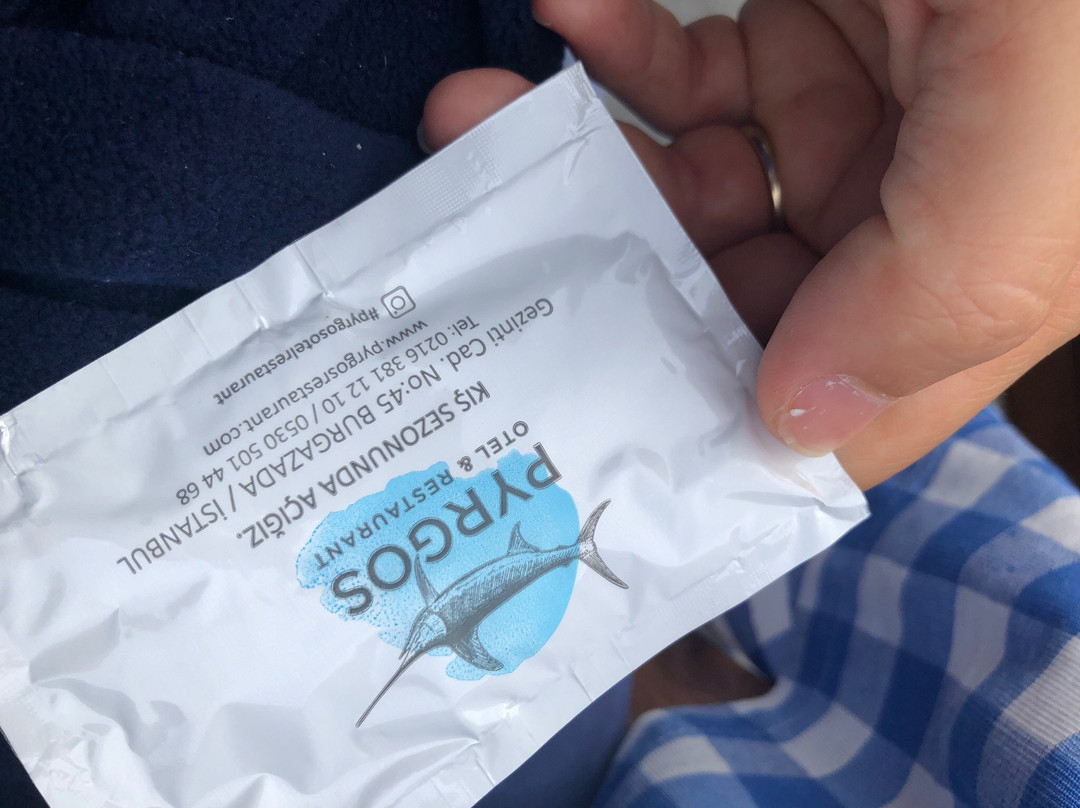 PYRGOS
OTEL & RESTAURANT
KIŞ SEZONUNDA AÇIĞIZ.
Gezinti Cad. No:45 BURGAZADA / İSTANBUL
Tel: 0216 381 12 10 / 0530 501 44 68
www.pyrgosrestaurant.com
#pyrgosotelrestaurant